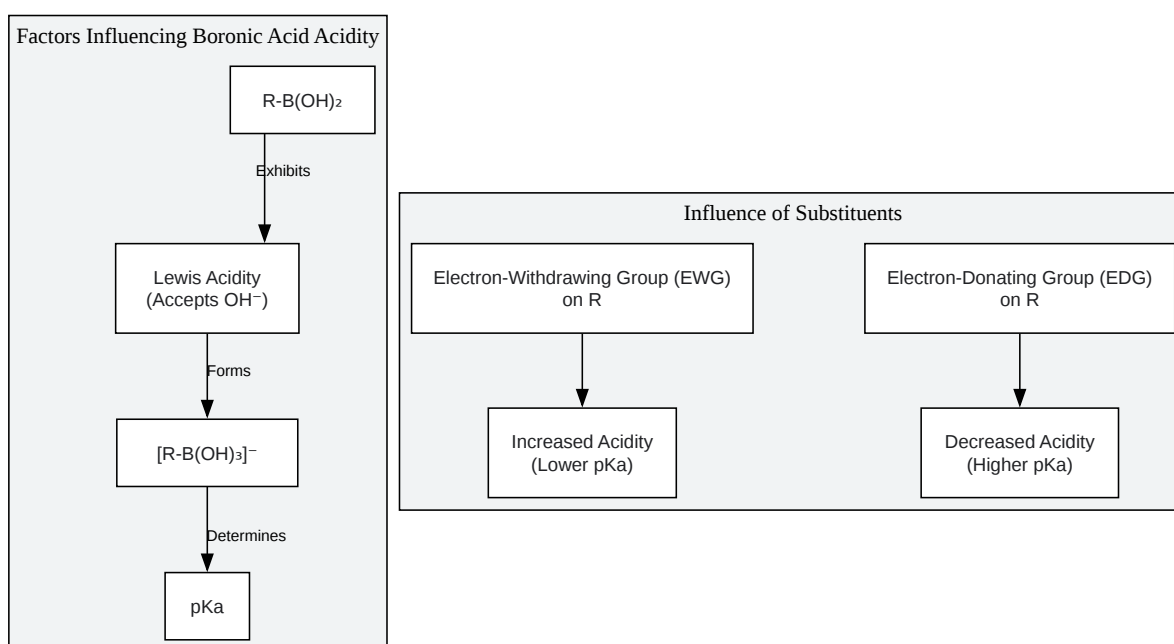 Factors Influencing Boronic Acid Acidity
R-B(OH)₂
Exhibits
Lewis Acidity
(Accepts OH⁻)
Forms
[R-B(OH)₃]⁻
Determines
pKa
Influence of Substituents
Electron-Withdrawing Group (EWG)
on R
Increased Acidity
(Lower pKa)
Electron-Donating Group (EDG)
on R
Decreased Acidity
(Higher pKa)